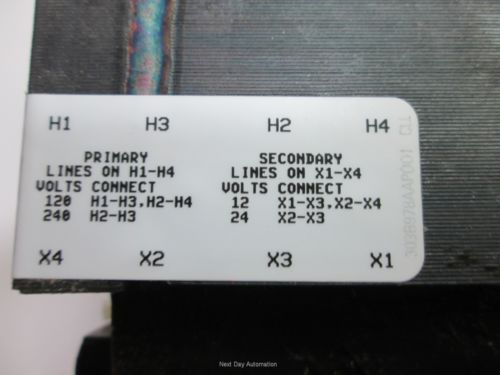 H1 H3 H2 H4
PRIMARY
LINES ON H1-H4
VOLTS CONNECT
120 H1-H3,H2-H4
240 H2-H3
SECONDARY
LINES ON X1-X4
VOLTS CONNECT
12 X1-X3,X2-X4
24 X2-X3
X4 X2 X3 X1
Next Day Automation